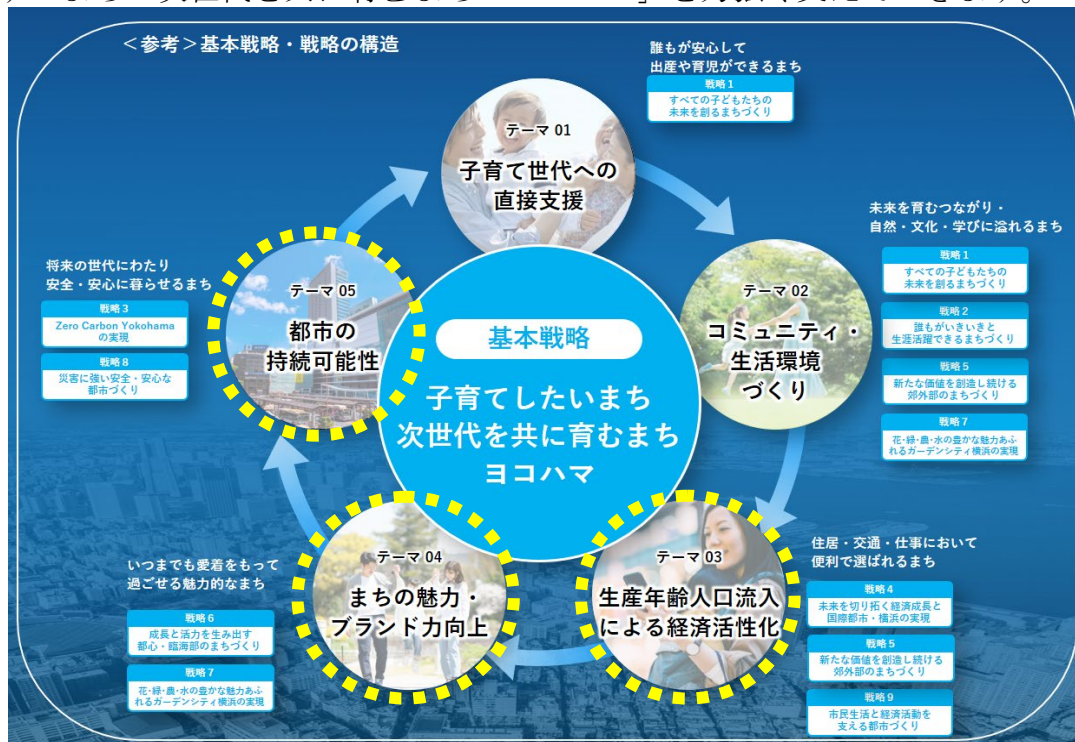 ＜参考＞基本戦略・戦略の構造
誰もが安心して
出産や育児ができるまち
戦略1
すべての子どもたちの
未来を創るまちづくり
テーマ 01
子育て世代への
直接支援
未来を育むつながり・
自然・文化・学びに溢れるまち
戦略1
すべての子どもたちの
未来を創るまちづくり
戦略2
誰もがいきいきと
生涯活躍できるまちづくり
戦略5
新たな価値を創造し続ける
郊外部のまちづくり
戦略7
花・緑・農・水の豊かな魅力あふ
れるガーデンシティ横浜の実現
テーマ 02
コミュニティ・
生活環境
づくり
将来の世代にわたり
安全・安心に暮らせるまち
戦略3
Zero Carbon Yokohama
の実現
戦略8
災害に強い安全・安心な
都市づくり
テーマ 05
都市の
持続可能性
基本戦略
子育てしたいまち
次世代を共に育むまち
ヨコハマ
いつまでも愛着をもって
過ごせる魅力的なまち
戦略6
成長と活力を生み出す
都心・臨海部のまちづくり
戦略7
花・緑・農・水の豊かな魅力あふ
れるガーデンシティ横浜の実現
テーマ 04
まちの魅力・
ブランド力向上
テーマ 03
生産年齢人口流入
による経済活性化
住居・交通・仕事において
便利で選ばれるまち
戦略4
未来を切り拓く経済成長と
国際都市・横浜の実現
戦略5
新たな価値を創造し続ける
郊外部のまちづくり
戦略9
市民生活と経済活動を
支える都市づくり